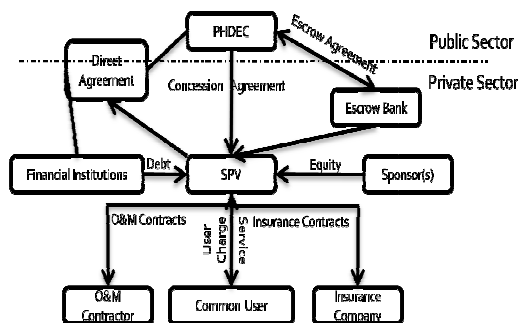 PHDEC
Escrow Agreement
Public Sector
Direct
Agreement
Private Sector
Concession Agreement
Escrow Bank
Financial Institutions
Debt
SPV
Equity
Sponsor(s)
O&M Contracts
User
Charge
Service
Insurance Contracts
O&M
Contractor
Common User
Insurance
Company